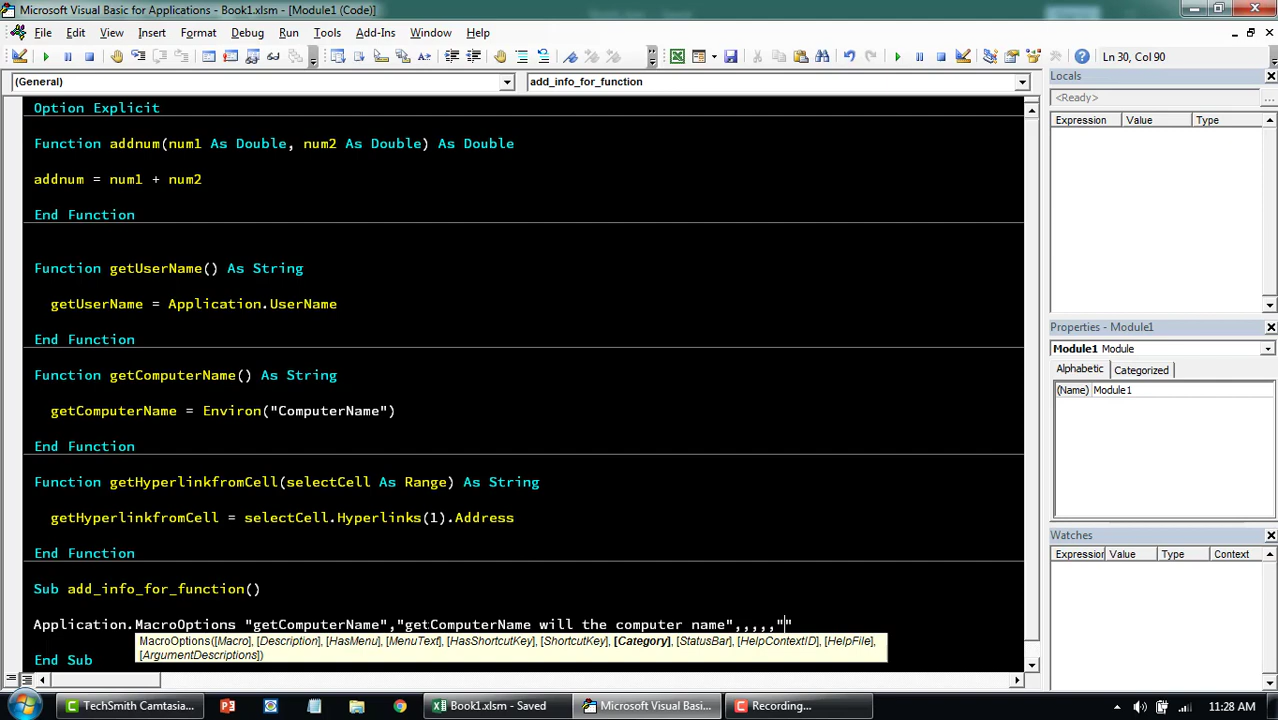 Microsoft Visual Basic for Applications - Book1.xlsm - [Module1 (Code)]
File Edit View Insert Format Debug Run Tools Add-Ins Window Help
Ln 30, Col 90
(General) add_info_for_function
Locals
<Ready>
...
Expression Value Type
Option Explicit
Function addnum(num1 As Double, num2 As Double) As Double
addnum = num1 + num2
End Function
Function getUserName() As String
getUserName = Application.UserName
End Function
Function getComputerName() As String
getComputerName = Environ("ComputerName")
End Function
Function getHyperlinkfromCell(selectCell As Range) As String
getHyperlinkfromCell = selectCell.Hyperlinks(1).Address
End Function
Sub add_info_for_function()
Application.MacroOptions "getComputerName","getComputerName will the computer name",,,,,""
MacroOptions([Macro], [Description], [HasMenu], [MenuText], [HasShortcutKey], [ShortcutKey], [Category], [StatusBar], [HelpContextID], [HelpFile],
[ArgumentDescriptions])
End Sub
Properties - Module1
Module1 Module
Alphabetic Categorized
(Name) Module1
Watches
Expression Value Type Context
TechSmith Camtasia... Book1.xlsm - Saved Microsoft Visual Basi... Recording... 11:28 AM